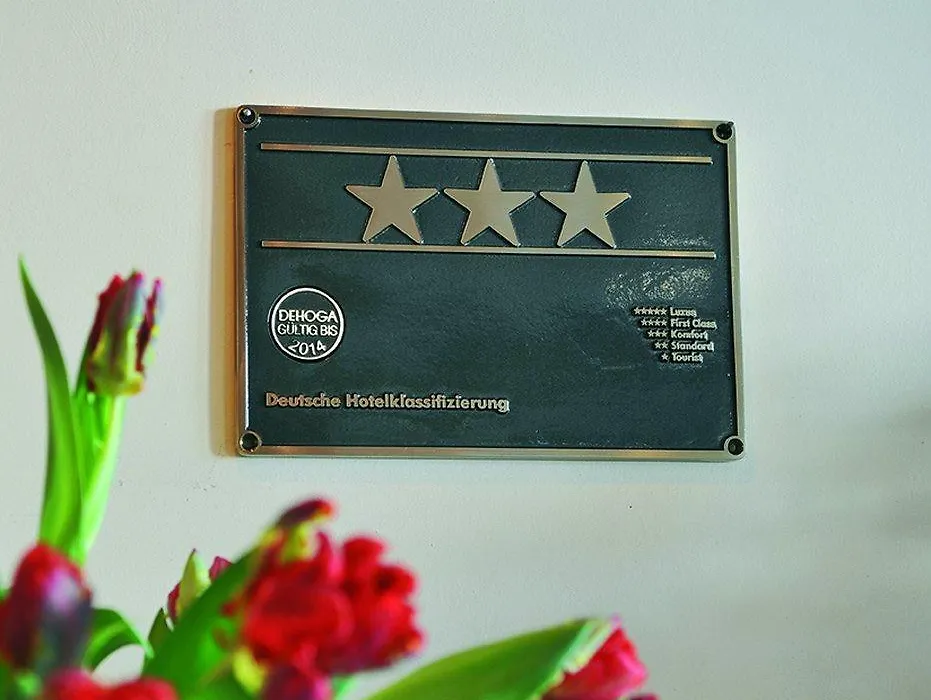 DEHOGA
GÜLTIG BIS
2014
★★★★★ Luxus
★★★★ First Class
★★★ Komfort
★★ Standard
★ Tourist
Deutsche Hotelklassifizierung